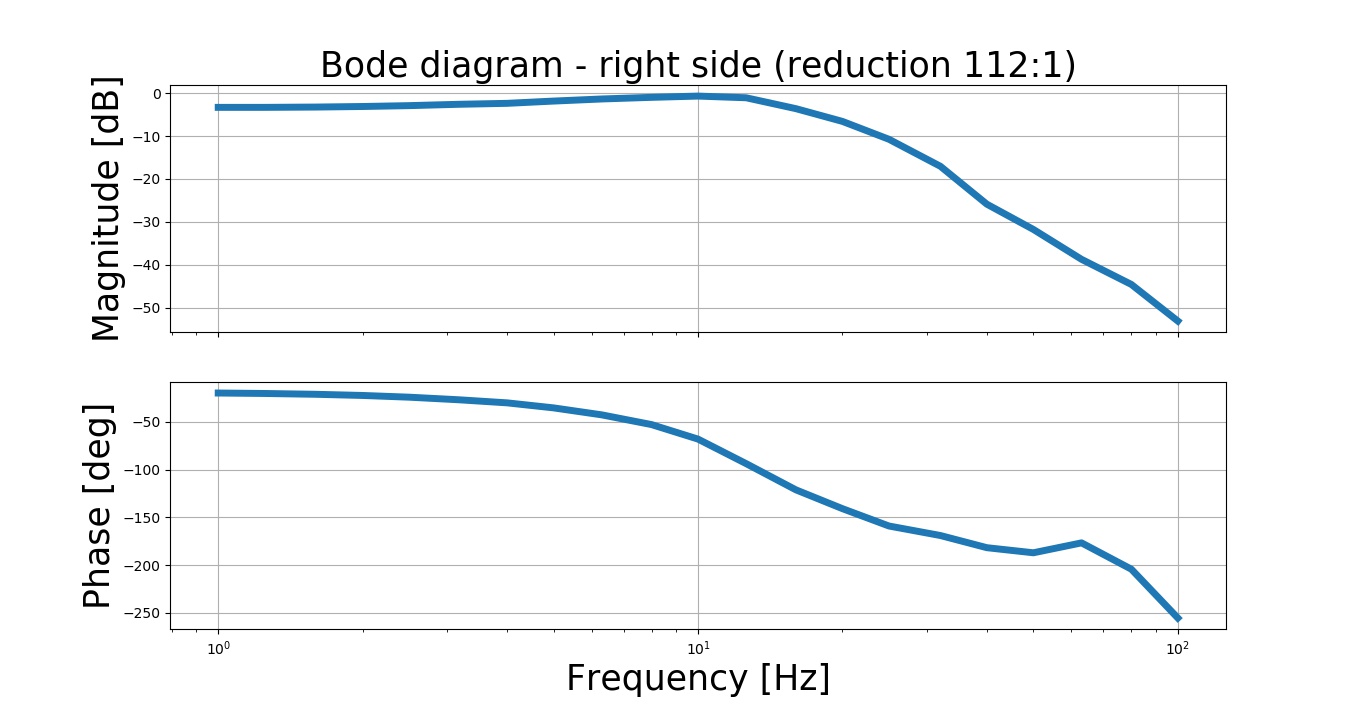 Bode diagram - right side (reduction 112:1)
Magnitude [dB]
0
−10
−20
−30
−40
−50
Phase [deg]
−50
−100
−150
−200
−250
10⁰ 10¹ 10²
Frequency [Hz]